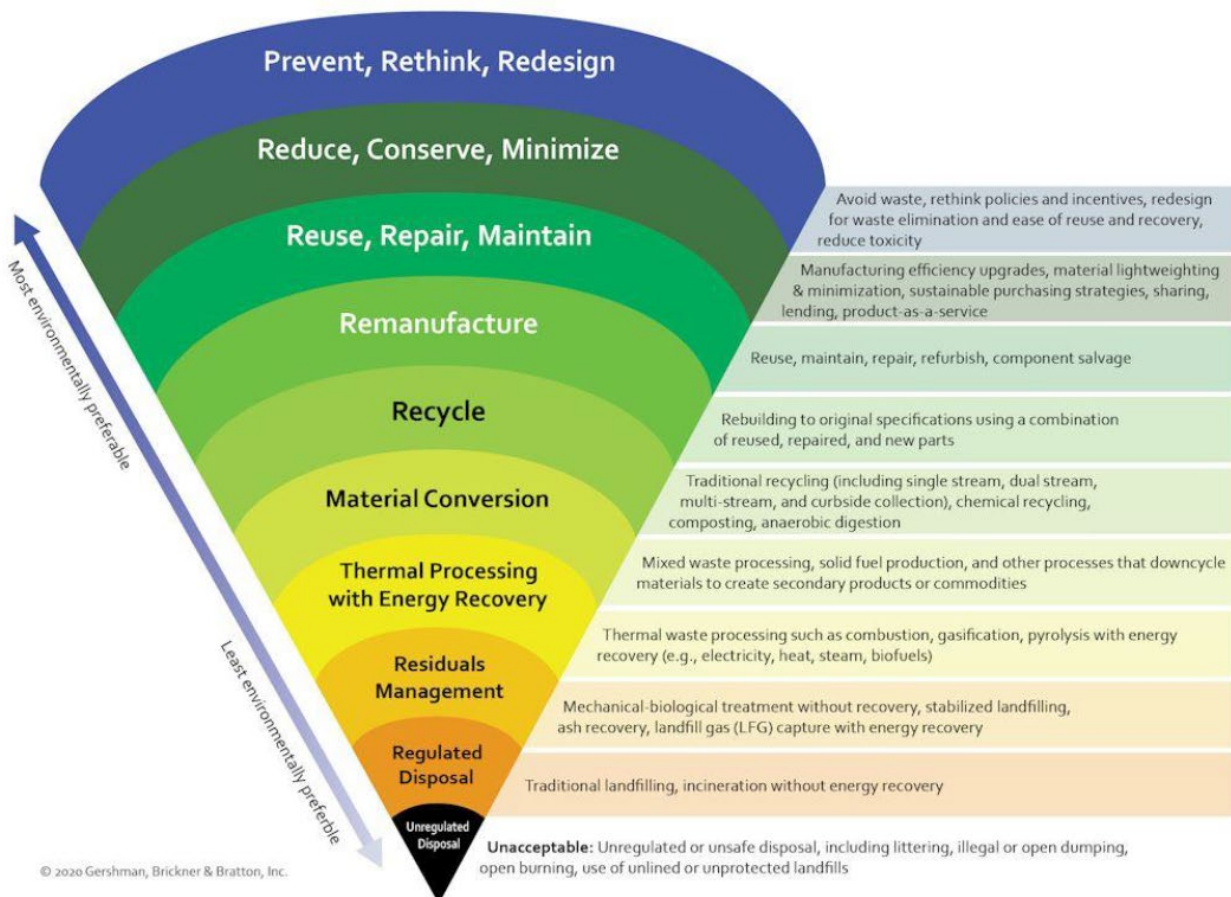 Prevent, Rethink, Redesign
Reduce, Conserve, Minimize
Reuse, Repair, Maintain
Remanufacture
Recycle
Material Conversion
Thermal Processing
with Energy Recovery
Residuals
Management
Regulated
Disposal
Unregulated
Disposal
Most environmentally preferable
Least environmentally preferble
Avoid waste, rethink policies and incentives, redesign
for waste elimination and ease of reuse and recovery,
reduce toxicity
Manufacturing efficiency upgrades, material lightweighting
& minimization, sustainable purchasing strategies, sharing,
lending, product-as-a-service
Reuse, maintain, repair, refurbish, component salvage
Rebuilding to original specifications using a combination
of reused, repaired, and new parts
Traditional recycling (including single stream, dual stream,
multi-stream, and curbside collection), chemical recycling,
composting, anaerobic digestion
Mixed waste processing, solid fuel production, and other processes that downcycle
materials to create secondary products or commodities
Thermal waste processing such as combustion, gasification, pyrolysis with energy
recovery (e.g., electricity, heat, steam, biofuels)
Mechanical-biological treatment without recovery, stabilized landfilling,
ash recovery, landfill gas (LFG) capture with energy recovery
Traditional landfilling, incineration without energy recovery
Unacceptable: Unregulated or unsafe disposal, including littering, illegal or open dumping,
open burning, use of unlined or unprotected landfills
© 2020 Gershman, Brickner & Bratton, Inc.